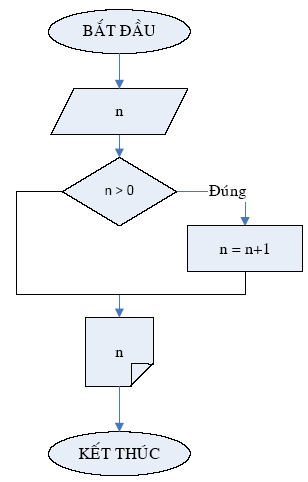 BẮT ĐẦU
n
n > 0
Đúng
n = n+1
n
KẾT THÚC